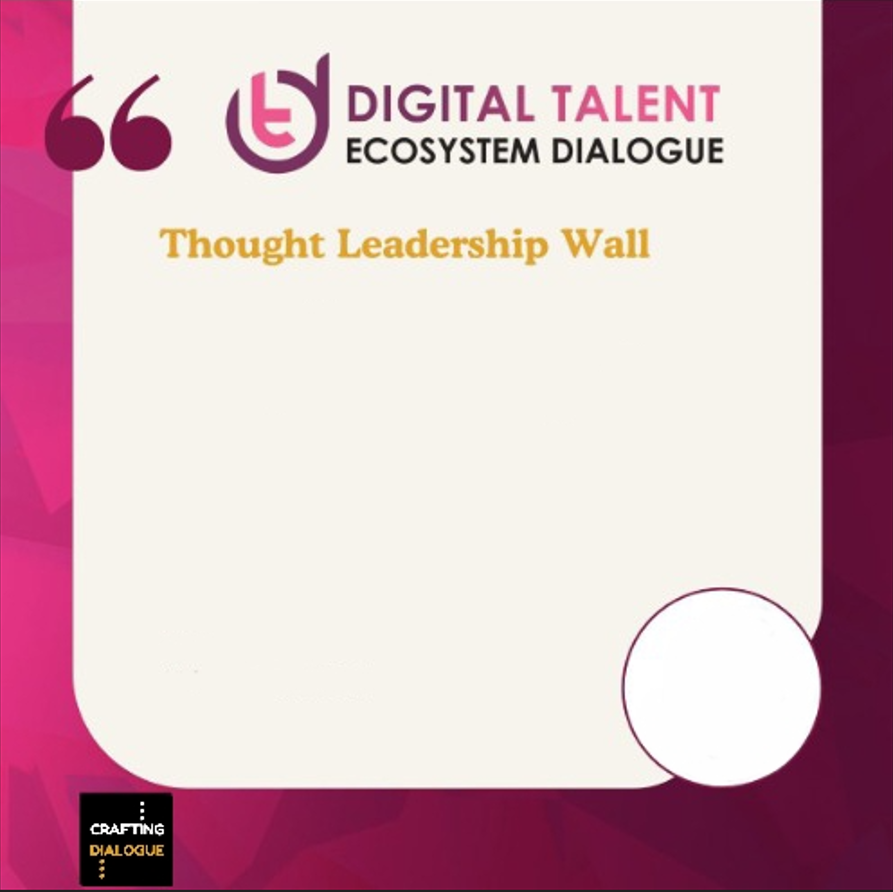 DIGITAL TALENT
ECOSYSTEM DIALOGUE
Thought Leadership Wall
CRAFTING
DIALOGUE